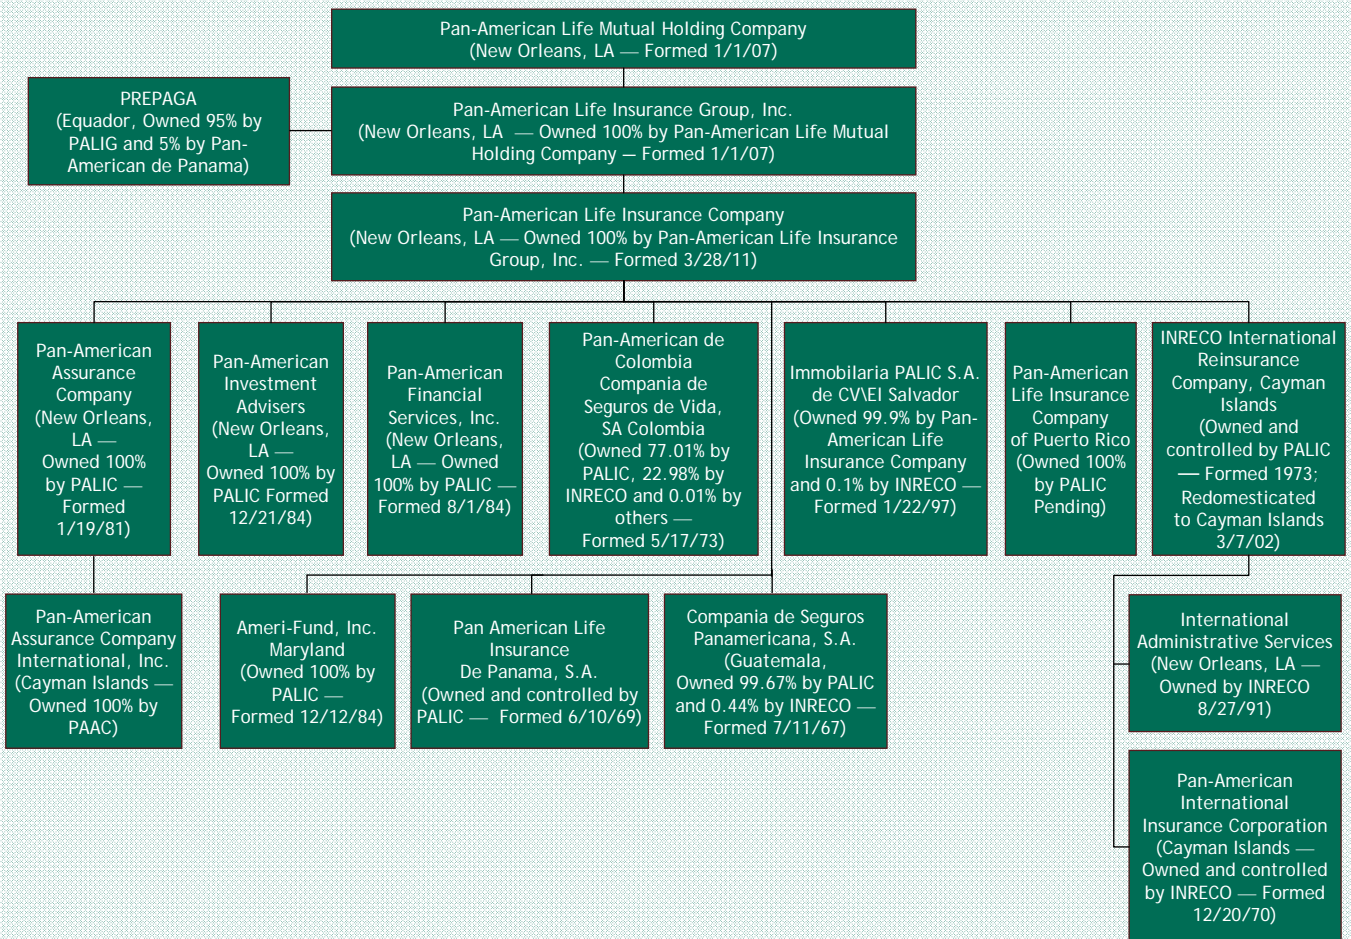 Pan-American Life Mutual Holding Company
(New Orleans, LA — Formed 1/1/07)
PREPAGA
(Equador, Owned 95% by
PALIG and 5% by Pan-
American de Panama)
Pan-American Life Insurance Group, Inc.
(New Orleans, LA — Owned 100% by Pan-American Life Mutual
Holding Company — Formed 1/1/07)
Pan-American Life Insurance Company
(New Orleans, LA — Owned 100% by Pan-American Life Insurance
Group, Inc. — Formed 3/28/11)
Pan-American
Assurance
Company
(New Orleans,
LA —
Owned 100%
by PALIC —
Formed
1/19/81)
Pan-American
Investment
Advisers
(New Orleans,
LA —
Owned 100% by
PALIC Formed
12/21/84)
Pan-American
Financial
Services, Inc.
(New Orleans,
LA — Owned
100% by PALIC —
Formed 8/1/84)
Pan-American de
Colombia
Compania de
Seguros de Vida,
SA Colombia
(Owned 77.01% by
PALIC, 22.98% by
INRECO and 0.01% by
others —
Formed 5/17/73)
Immobilaria PALIC S.A.
de CV\El Salvador
(Owned 99.9% by Pan-
American Life
Insurance Company
and 0.1% by INRECO —
Formed 1/22/97)
Pan-American
Life Insurance
Company
of Puerto Rico
(Owned 100%
by PALIC
Pending)
INRECO International
Reinsurance
Company, Cayman
Islands
(Owned and
controlled by PALIC
— Formed 1973;
Redomesticated
to Cayman Islands
3/7/02)
Pan-American
Assurance Company
International, Inc.
(Cayman Islands —
Owned 100% by
PAAC)
Ameri-Fund, Inc.
Maryland
(Owned 100% by
PALIC —
Formed 12/12/84)
Pan American Life
Insurance
De Panama, S.A.
(Owned and controlled by
PALIC — Formed 6/10/69)
Compania de Seguros
Panamericana, S.A.
(Guatemala,
Owned 99.67% by PALIC
and 0.44% by INRECO —
Formed 7/11/67)
International
Administrative Services
(New Orleans, LA —
Owned by INRECO
8/27/91)
Pan-American
International
Insurance Corporation
(Cayman Islands —
Owned and controlled
by INRECO — Formed
12/20/70)